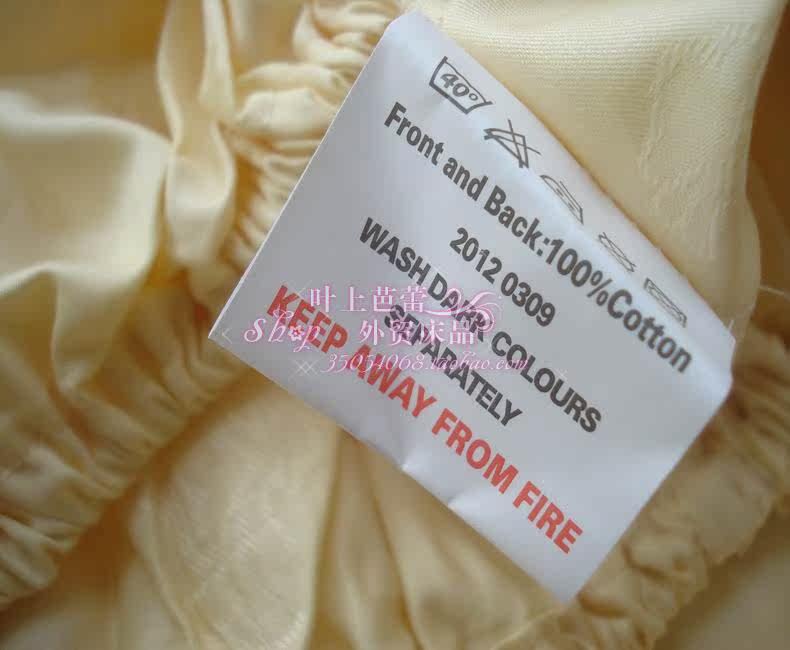 40°
Front and Back:100%Cotton
2012 0309
WASH DARK COLOURS
SEPARATELY
KEEP AWAY FROM FIRE
叶上芭蕾
Shop 外贸床品
35054068.taobao.com